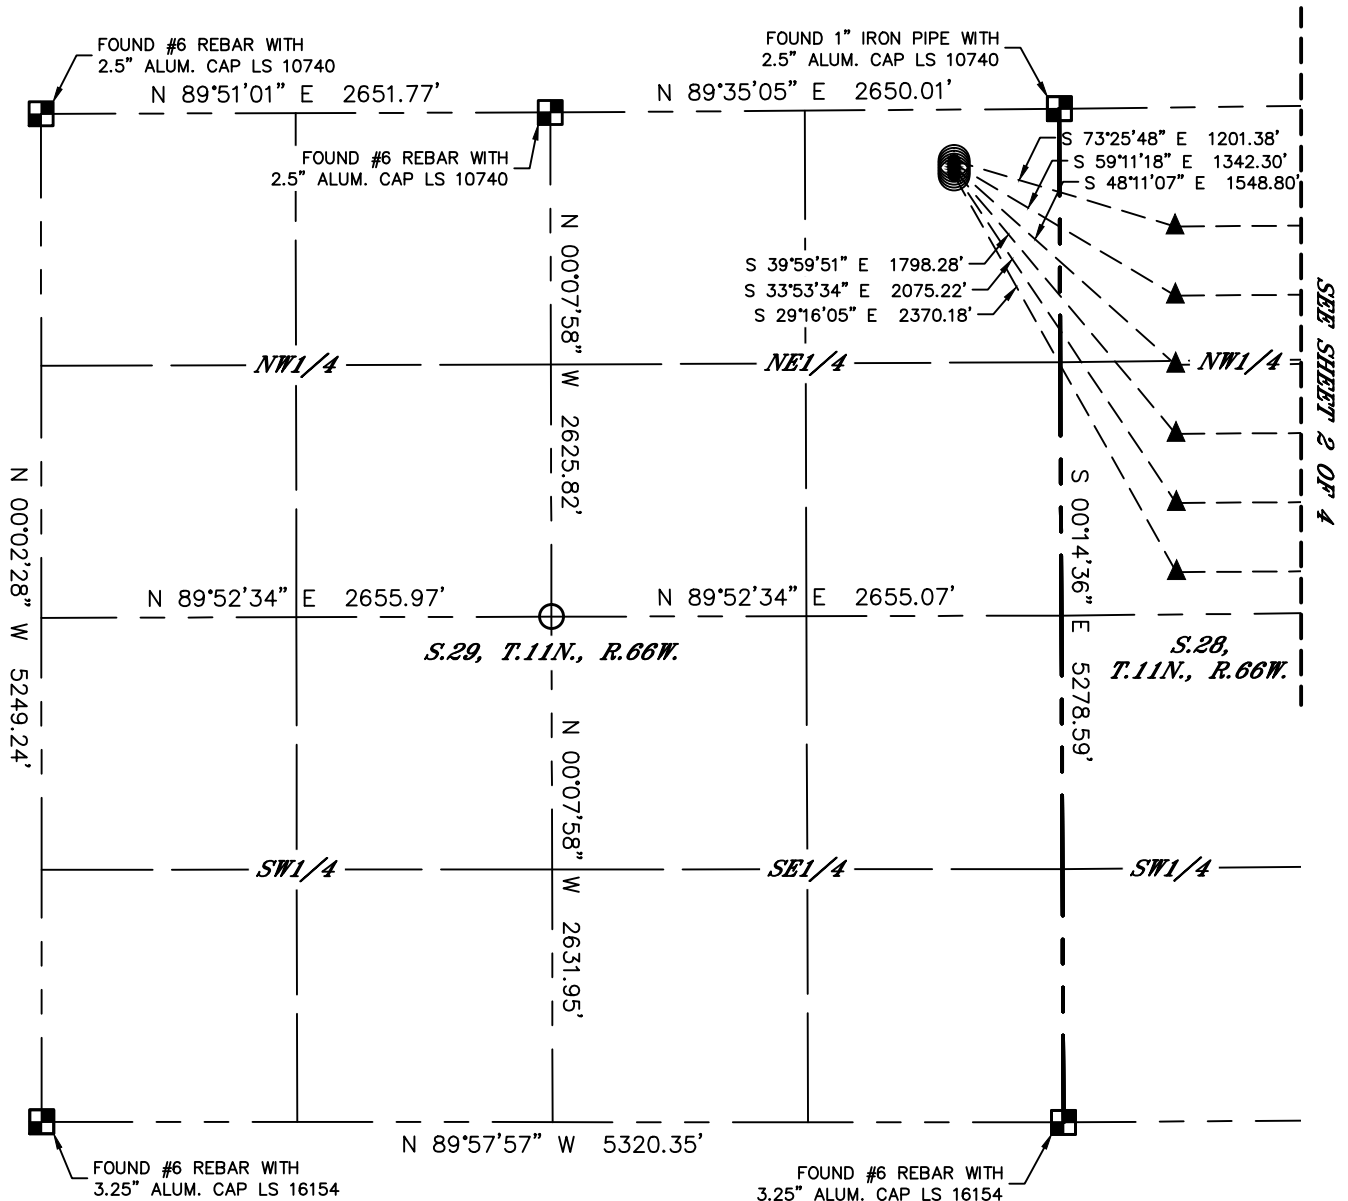 FOUND #6 REBAR WITH
2.5" ALUM. CAP LS 10740
FOUND 1" IRON PIPE WITH
2.5" ALUM. CAP LS 10740
N 89°51'01" E 2651.77'
N 89°35'05" E 2650.01'
FOUND #6 REBAR WITH
2.5" ALUM. CAP LS 10740
S 73°25'48" E 1201.38'
S 59°11'18" E 1342.30'
S 48°11'07" E 1548.80'
S 39°59'51" E 1798.28'
S 33°53'34" E 2075.22'
S 29°16'05" E 2370.18'
N 00°07'58" W 2625.82'
SEE SHEET 2 OF 4
NW1/4
NE1/4
NW1/4
N 00°02'28" W 5249.24'
S 00°14'36" E 5278.59'
N 89°52'34" E 2655.97'
N 89°52'34" E 2655.07'
S.29, T.11N., R.66W.
S.28,
T.11N., R.66W.
N 00°07'58" W 2631.95'
SW1/4
SE1/4
SW1/4
N 89°57'57" W 5320.35'
FOUND #6 REBAR WITH
3.25" ALUM. CAP LS 16154
FOUND #6 REBAR WITH
3.25" ALUM. CAP LS 16154